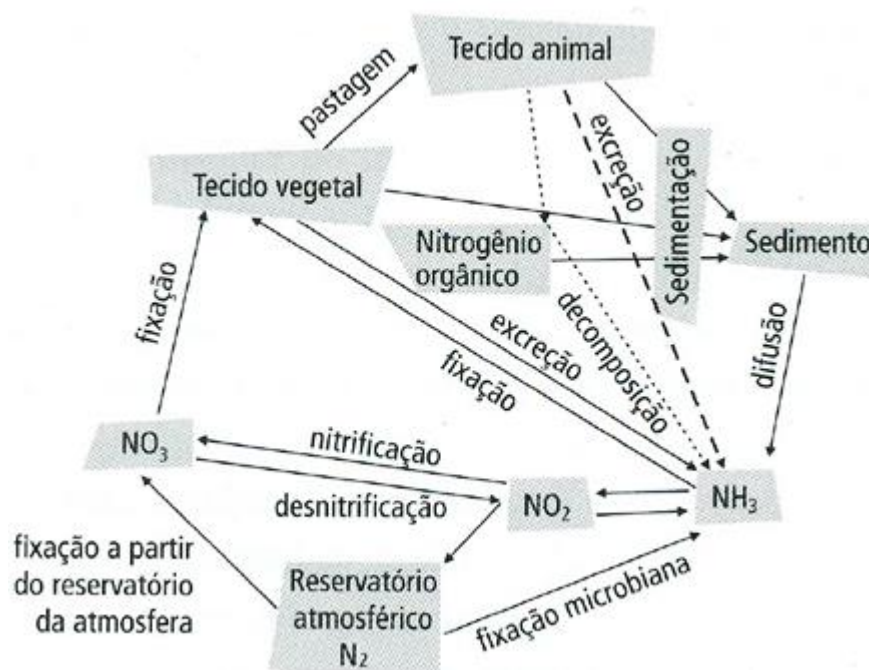 Tecido animal
pastagem
excreção
Tecido vegetal
Sedimentação
Nitrogênio
orgânico
Sedimento
fixação
excreção
fixação
decomposição
difusão
NO₃
nitrificação
desnitrificação
NO₂
NH₃
fixação a partir
do reservatório
da atmosfera
Reservatório
atmosférico
N₂
fixação microbiana